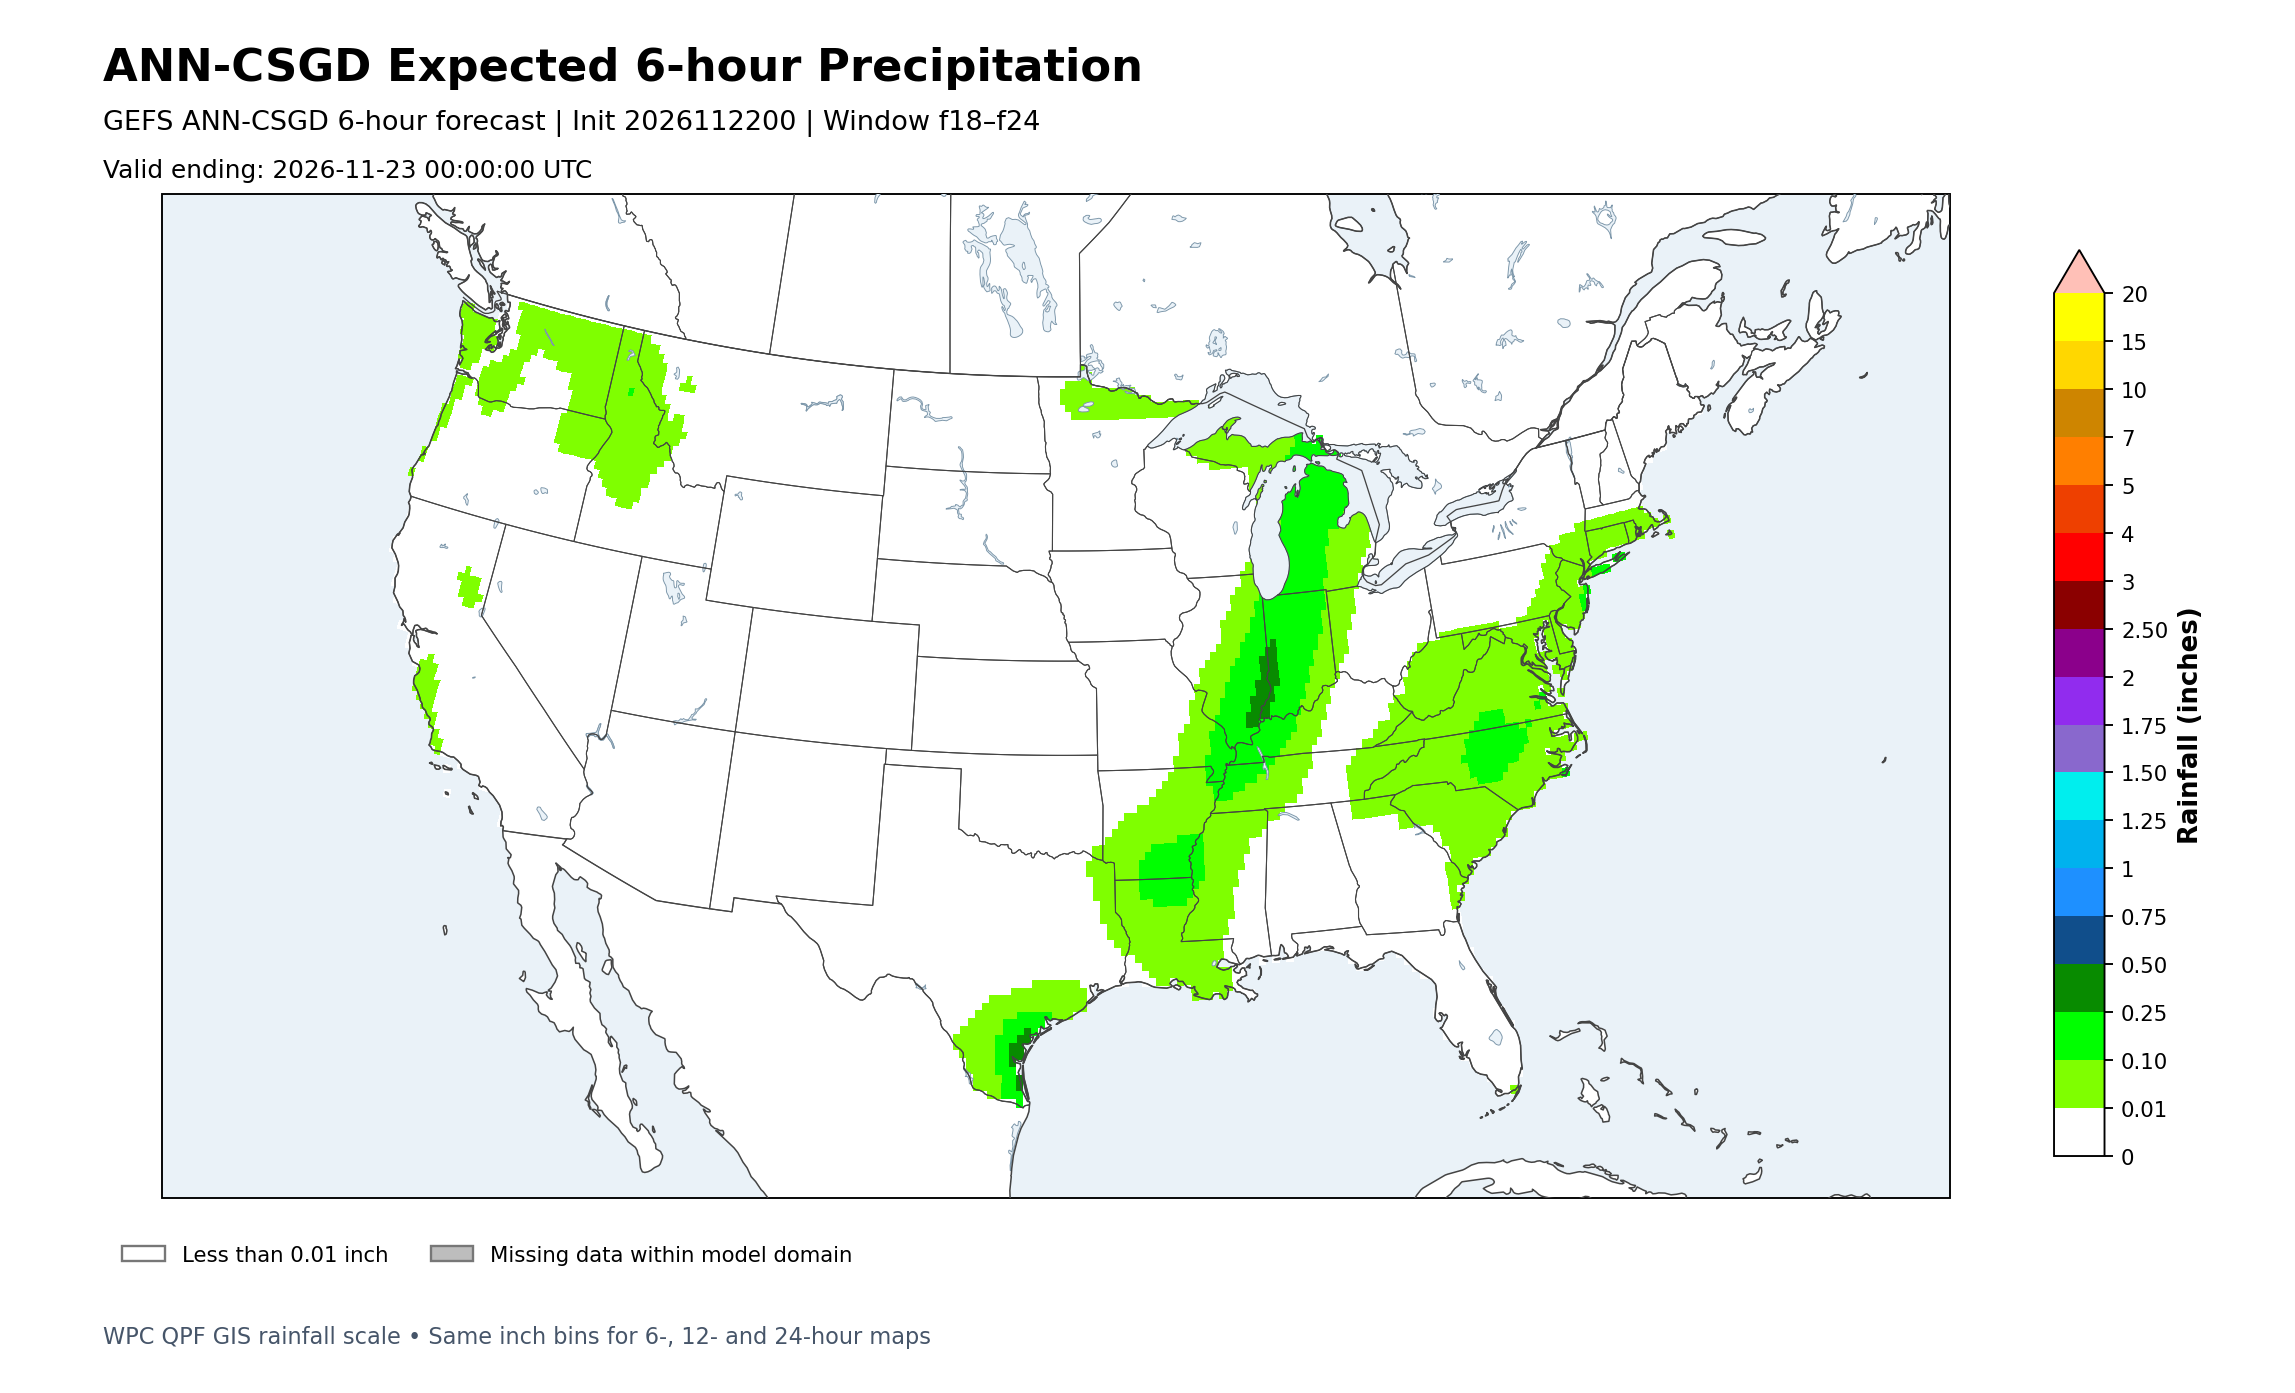 ANN-CSGD Expected 6-hour Precipitation
GEFS ANN-CSGD 6-hour forecast | Init 2026112200 | Window f18–f24
Valid ending: 2026-11-23 00:00:00 UTC
20
15
10
7
5
4
3
2.50
2
1.75
1.50
1.25
1
0.75
0.50
0.25
0.10
0.01
0
Rainfall (inches)
Less than 0.01 inch
Missing data within model domain
WPC QPF GIS rainfall scale • Same inch bins for 6-, 12- and 24-hour maps